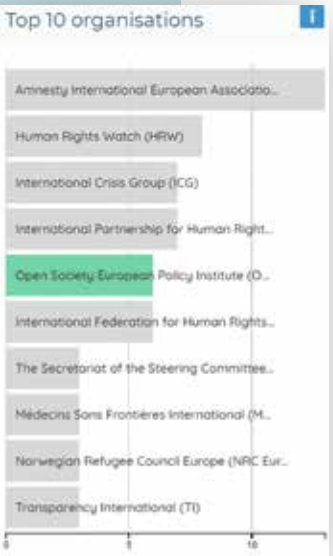 Top 10 organisations
i
Amnesty International European Associatio...
Human Rights Watch (HRW)
International Crisis Group (ICG)
International Partnership for Human Right...
Open Society European Policy Institute (O...
International Federation for Human Rights...
The Secretariat of the Steering Committee...
Médecins Sans Frontières International (M...
Norwegian Refugee Council Europe (NRC Eur...
Transparency International (TI)
0 5 10